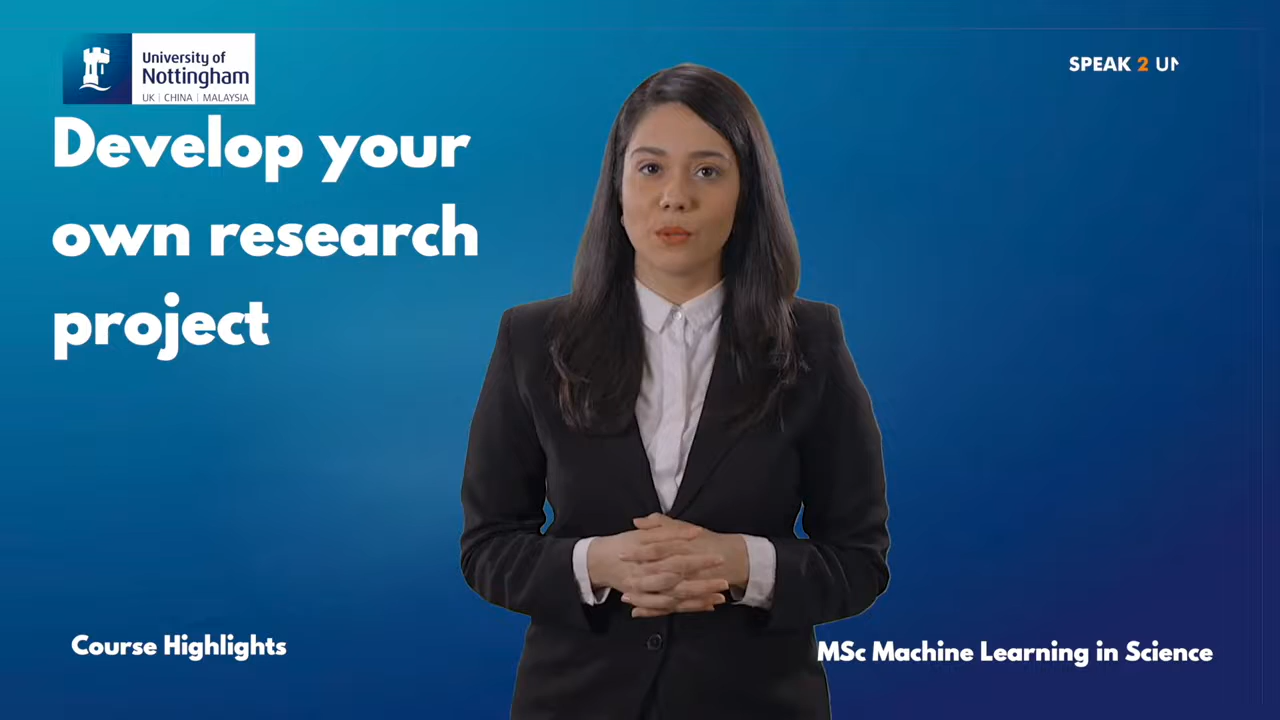 University of
Nottingham
UK | CHINA | MALAYSIA
SPEAK 2 UN
Develop your
own research
project
Course Highlights
MSc Machine Learning in Science